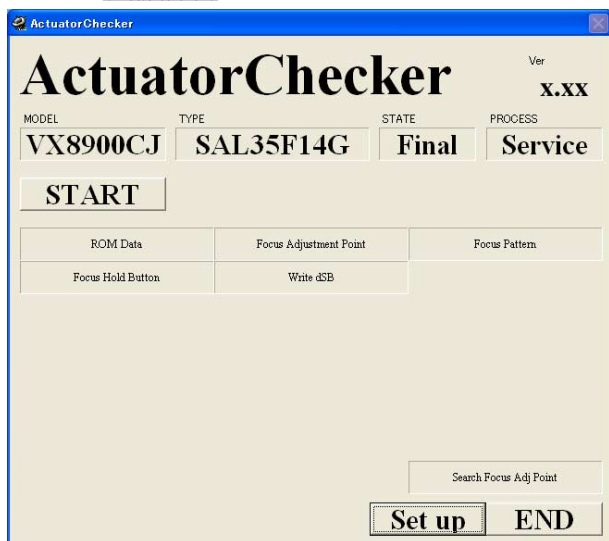 ActuatorChecker
ActuatorChecker
Ver
x.xx
MODEL TYPE STATE PROCESS
VX8900CJ SAL35F14G Final Service
START
ROM Data Focus Adjustment Point Focus Pattern
Focus Hold Button Write dSB
Search Focus Adj Point
Set up END